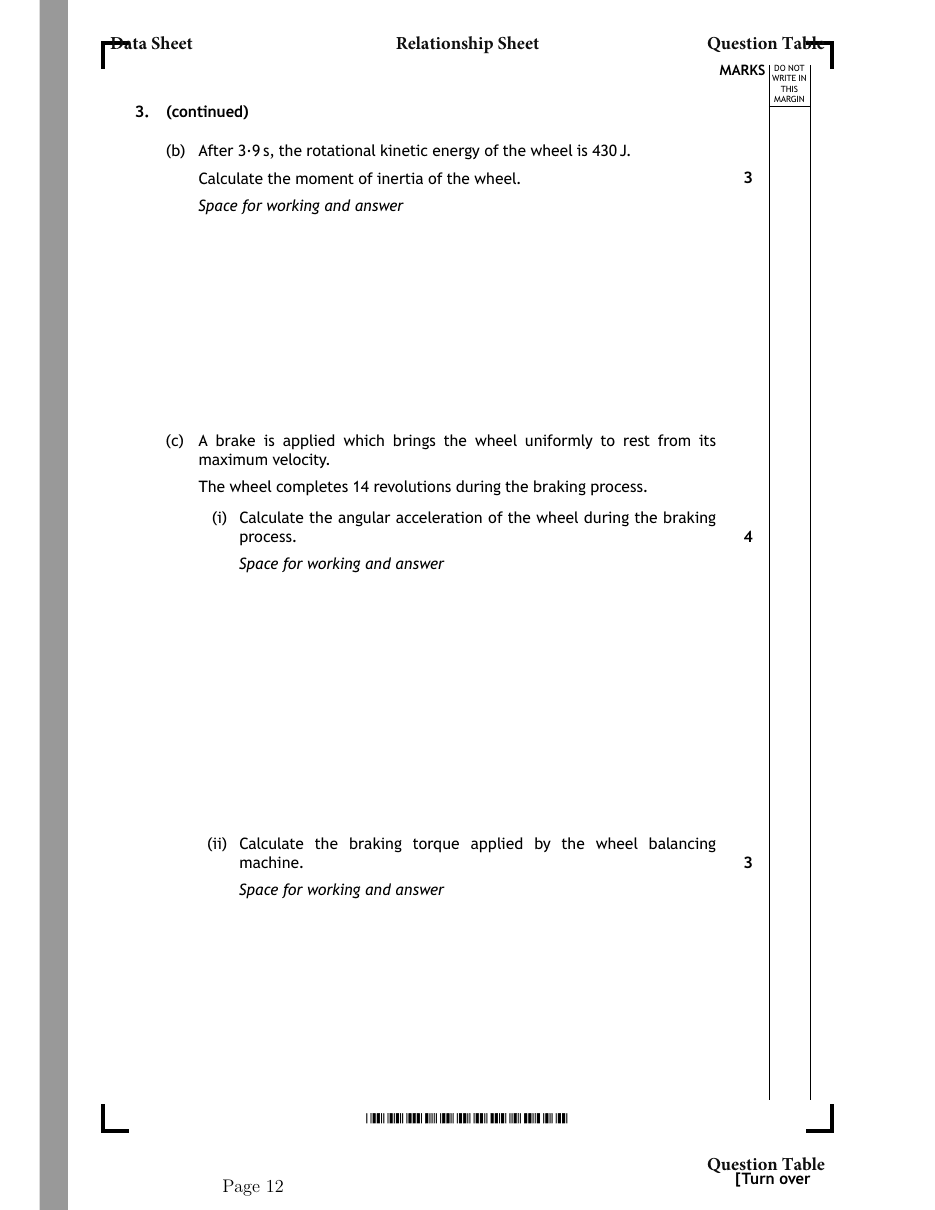 Data Sheet Relationship Sheet Question Table
MARKS
DO NOT
WRITE IN
THIS
MARGIN
3. (continued)
(b) After 3·9 s, the rotational kinetic energy of the wheel is 430 J.
Calculate the moment of inertia of the wheel. 3
Space for working and answer
(c) A brake is applied which brings the wheel uniformly to rest from its
maximum velocity.
The wheel completes 14 revolutions during the braking process.
(i) Calculate the angular acceleration of the wheel during the braking
process. 4
Space for working and answer
(ii) Calculate the braking torque applied by the wheel balancing
machine. 3
Space for working and answer
Question Table
[Turn over
Page 12